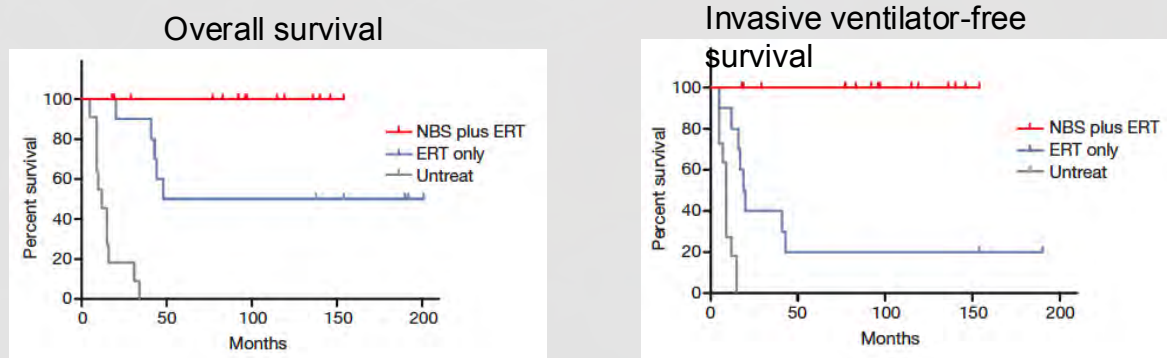 Overall survival
100
80
60
40
20
0
Percent survival
0 50 100 150 200
Months
NBS plus ERT
ERT only
Untreat
Invasive ventilator-free
survival
100
80
60
40
20
0
Percent survival
0 50 100 150 200
Months
NBS plus ERT
ERT only
Untreat